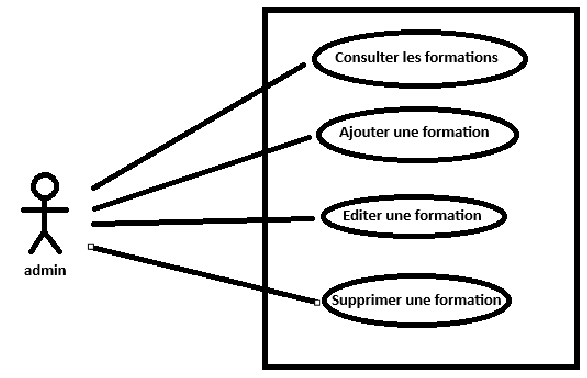 Consulter les formations
Ajouter une formation
Editer une formation
admin
Supprimer une formation